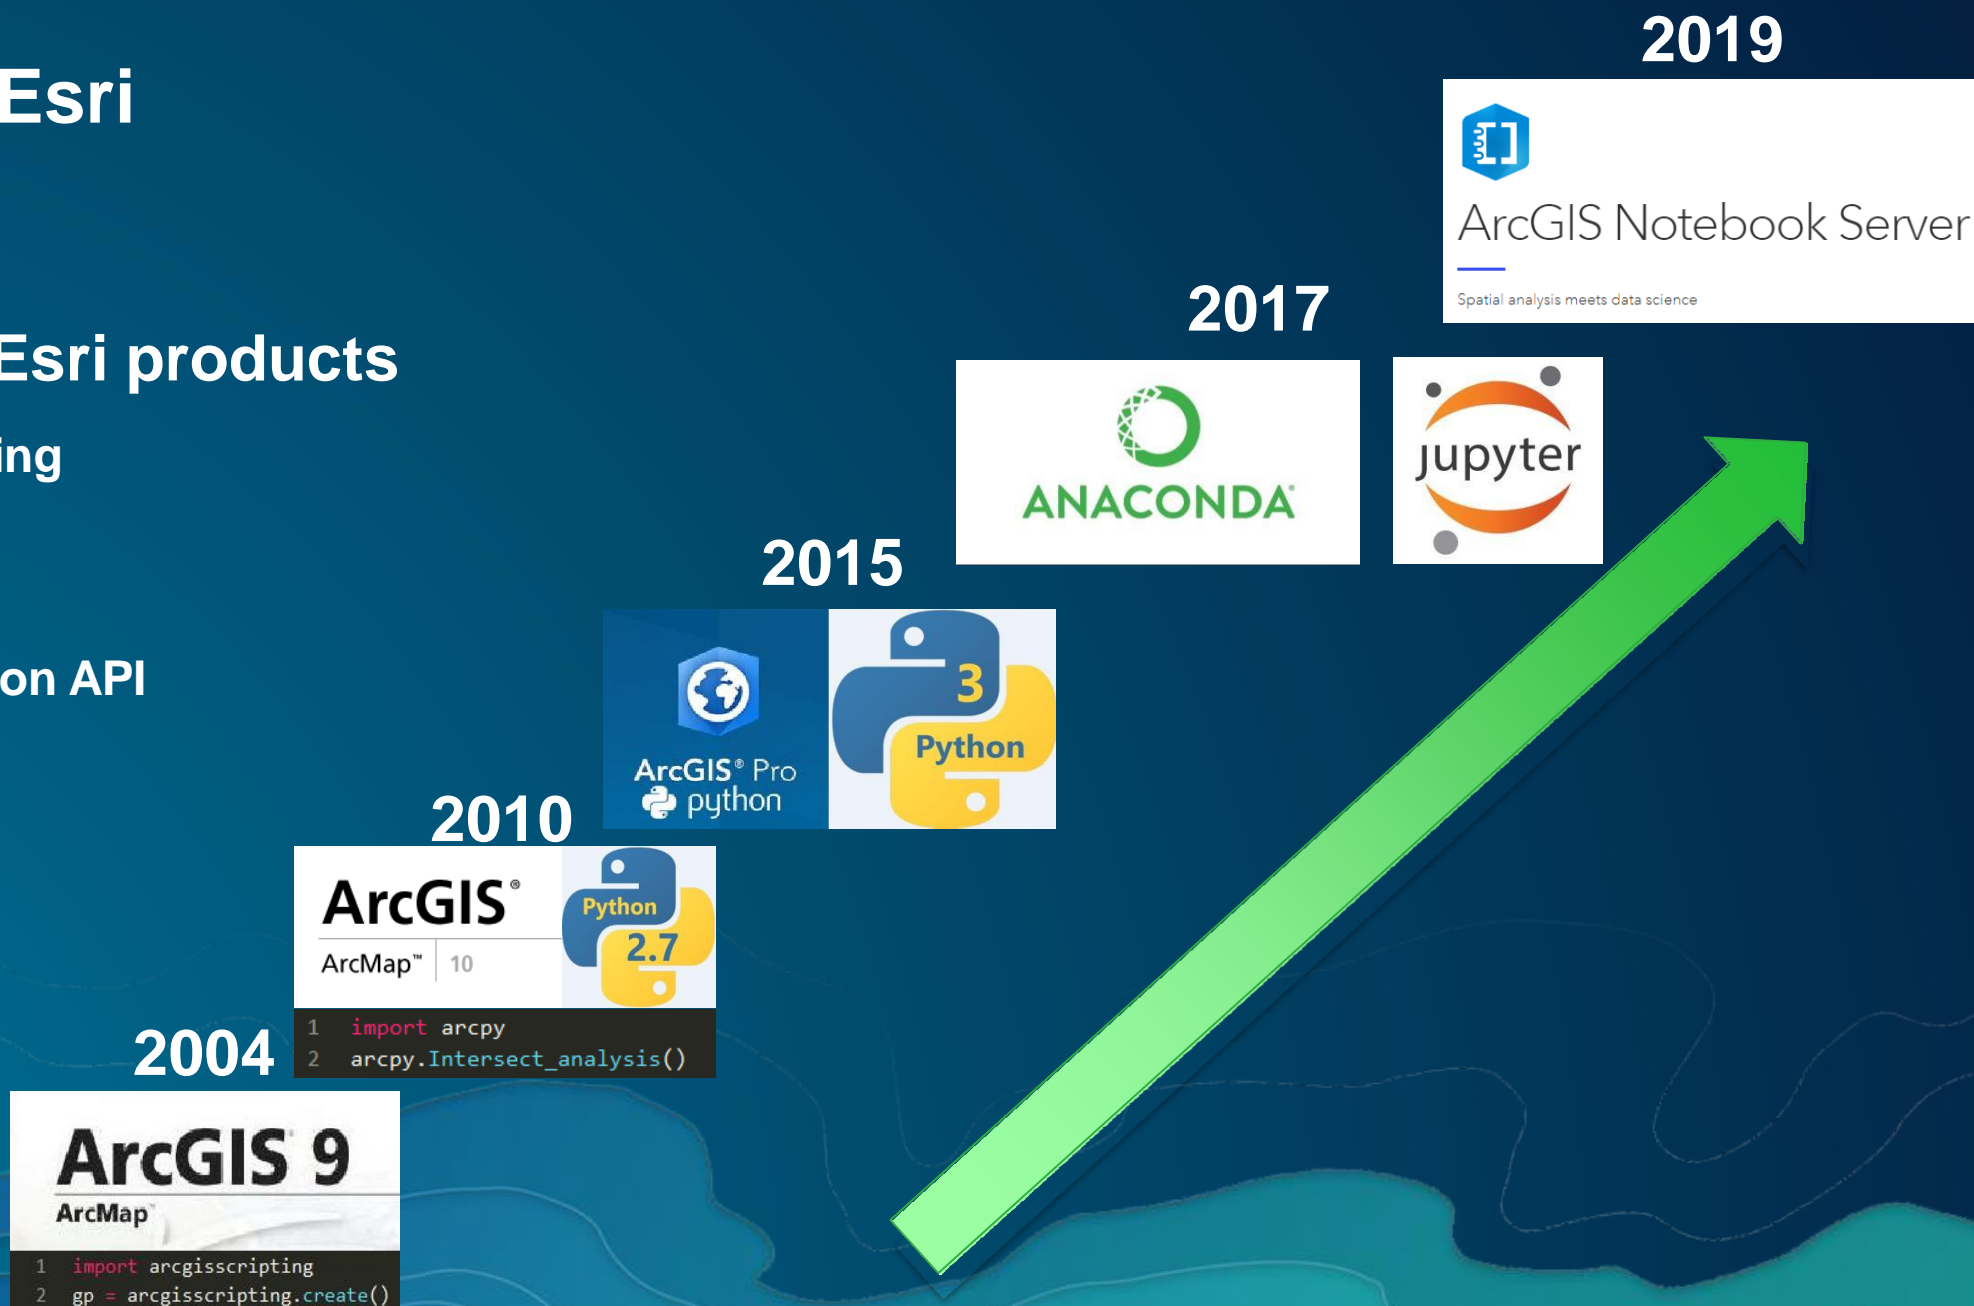 Esri
Esri products
ing
on API
2019
ArcGIS Notebook Server
Spatial analysis meets data science
2017
ANACONDA®
jupyter
2015
ArcGIS® Pro
python
3
Python
2010
ArcGIS®
ArcMap™ 10
Python
2.7
1 import arcpy
2 arcpy.Intersect_analysis()
2004
ArcGIS 9
ArcMap™
1 import arcgisscripting
2 gp = arcgisscripting.create()